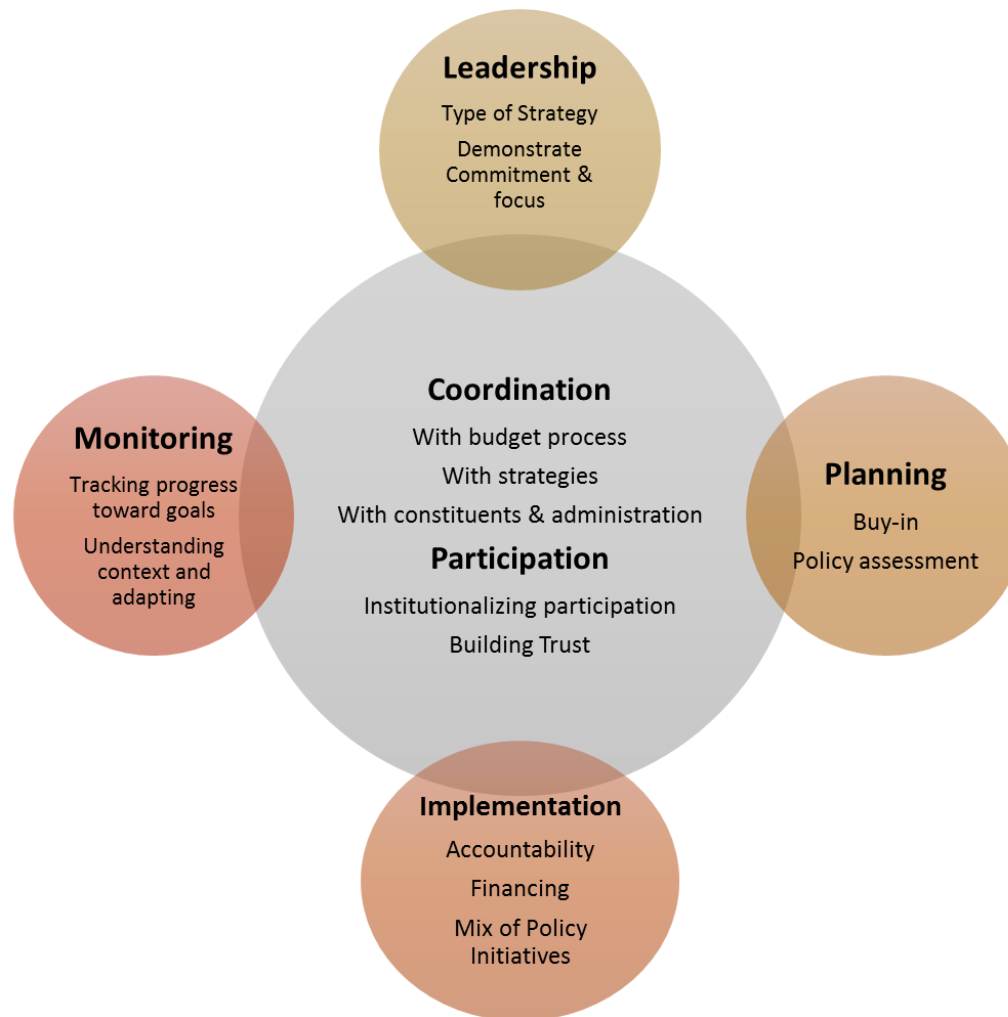 Leadership
Type of Strategy
Demonstrate
Commitment &
focus
Coordination
With budget process
With strategies
With constituents & administration
Participation
Institutionalizing participation
Building Trust
Monitoring
Tracking progress
toward goals
Understanding
context and
adapting
Planning
Buy-in
Policy assessment
Implementation
Accountability
Financing
Mix of Policy
Initiatives